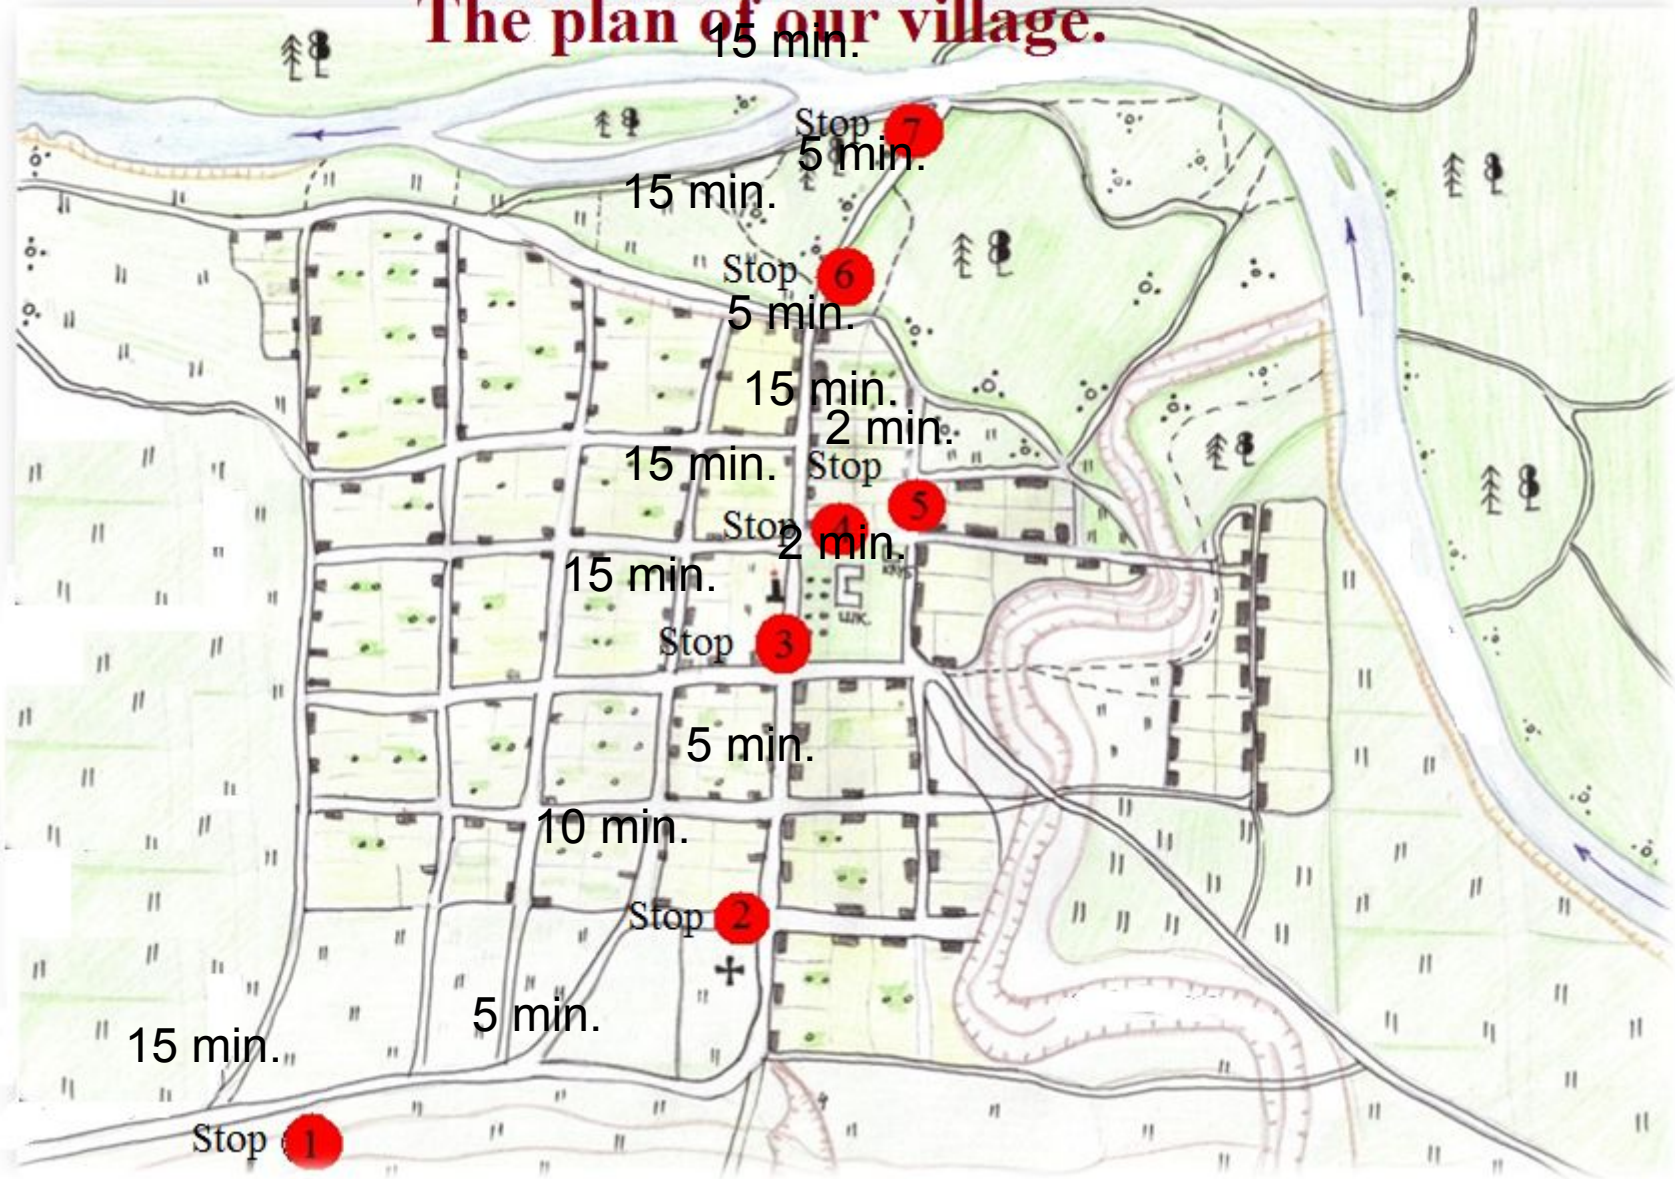 The plan of our village.
15 min.
Stop 7
5 min.
15 min.
Stop 6
5 min.
15 min.
2 min.
15 min.
Stop 5
Stop 4
2 min.
15 min.
шк.
Stop 3
5 min.
10 min.
Stop 2
5 min.
15 min.
Stop 1